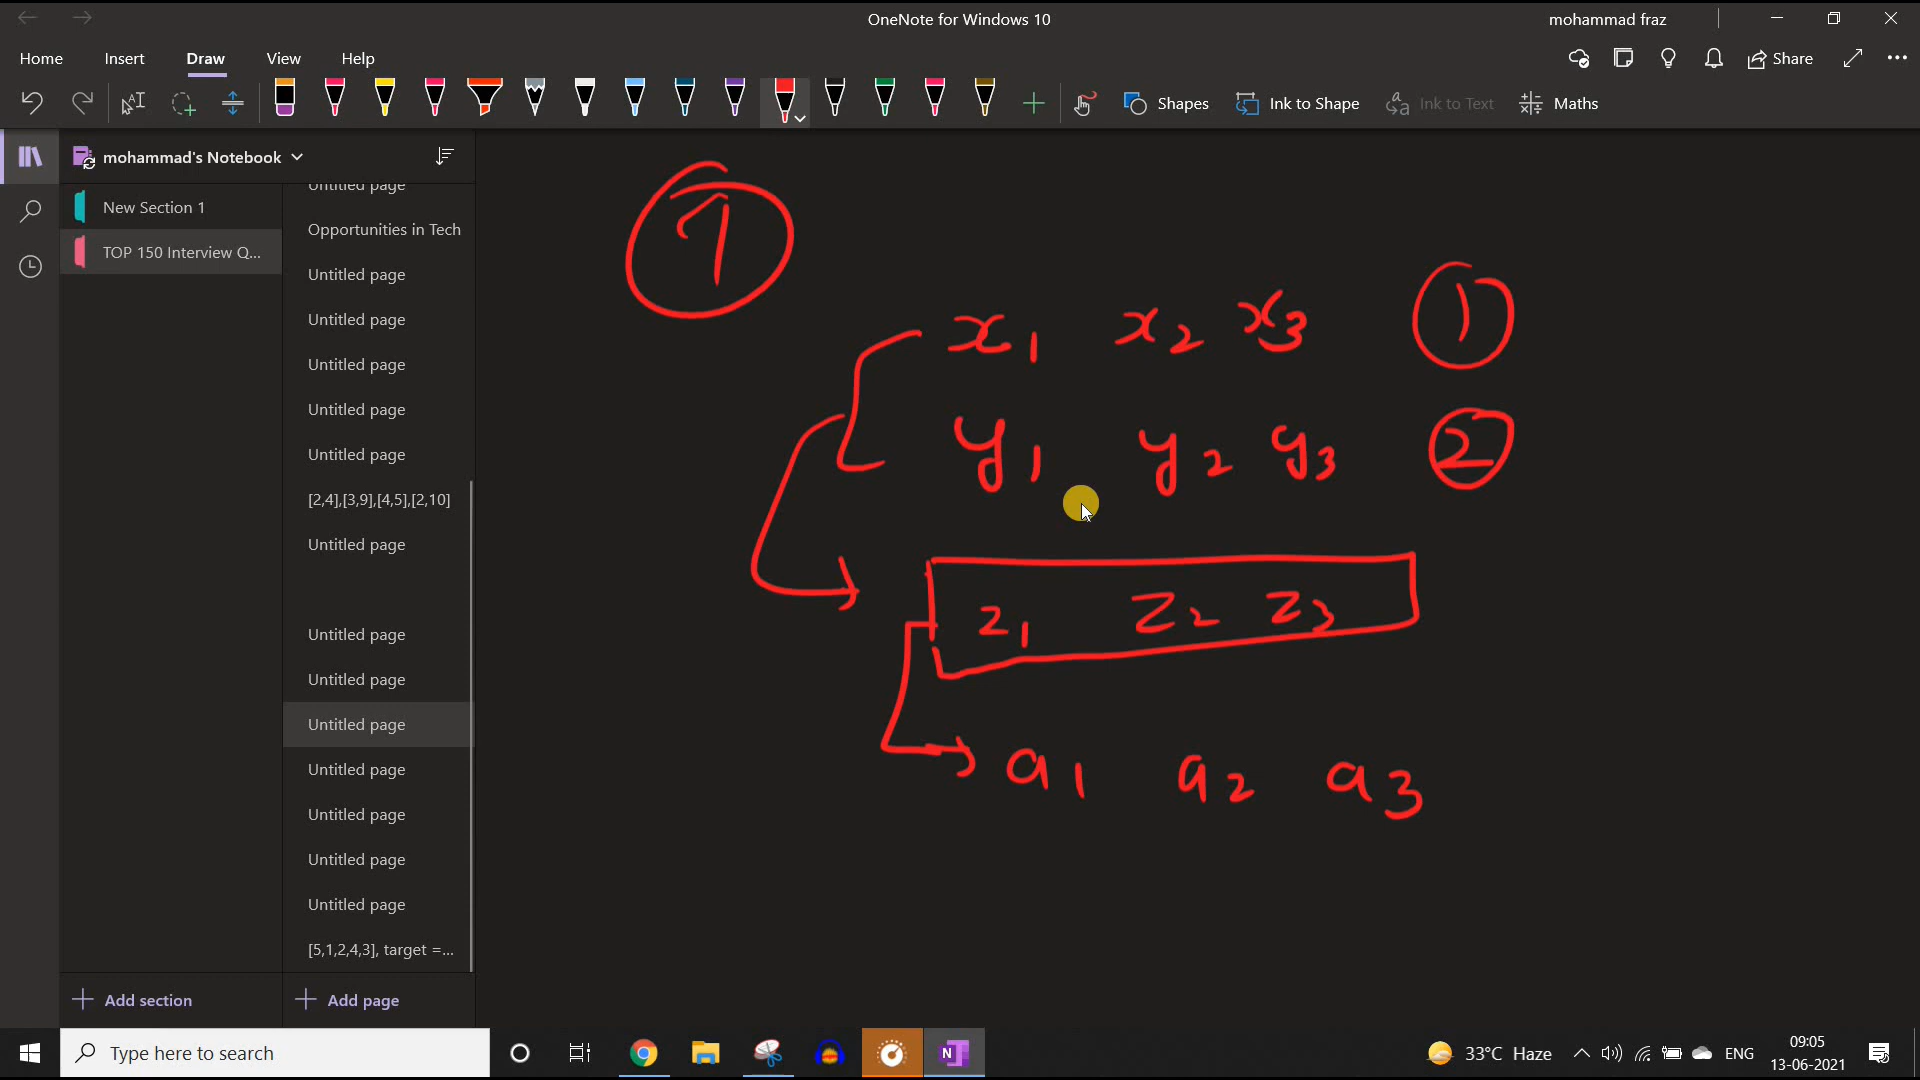 OneNote for Windows 10
mohammad fraz
Home Insert Draw View Help
Share
Shapes Ink to Shape Ink to Text Maths
mohammad's Notebook
New Section 1
TOP 150 Interview Q...
Untitled page
Opportunities in Tech
Untitled page
Untitled page
Untitled page
Untitled page
Untitled page
[2,4],[3,9],[4,5],[2,10]
Untitled page
Untitled page
Untitled page
Untitled page
Untitled page
Untitled page
Untitled page
Untitled page
[5,1,2,4,3], target =...
Add section
Add page
x1 x2 x3 1
y1 y2 y3 2
z1 z2 z3
a1 a2 a3
Type here to search
33°C Haze
ENG
09:05
13-06-2021